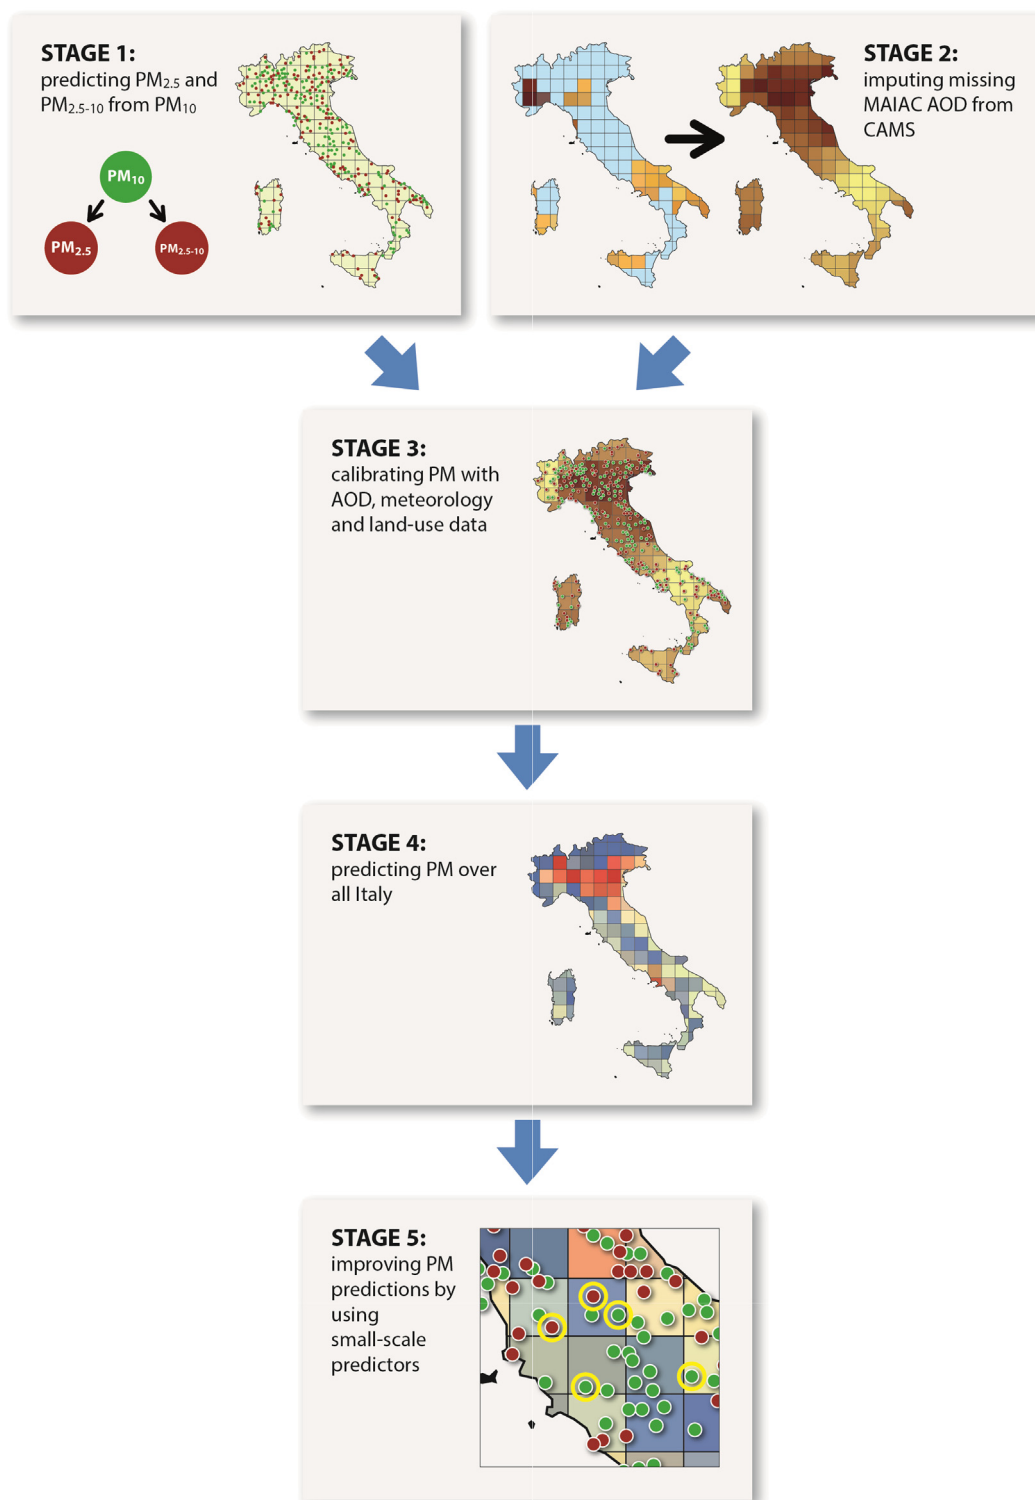 STAGE 1:
predicting PM₂.₅ and
PM₂.₅₋₁₀ from PM₁₀
PM₁₀
PM₂.₅
PM₂.₅₋₁₀
STAGE 2:
imputing missing
MAIAC AOD from
CAMS
STAGE 3:
calibrating PM with
AOD, meteorology
and land-use data
STAGE 4:
predicting PM over
all Italy
STAGE 5:
improving PM
predictions by
using
small-scale
predictors